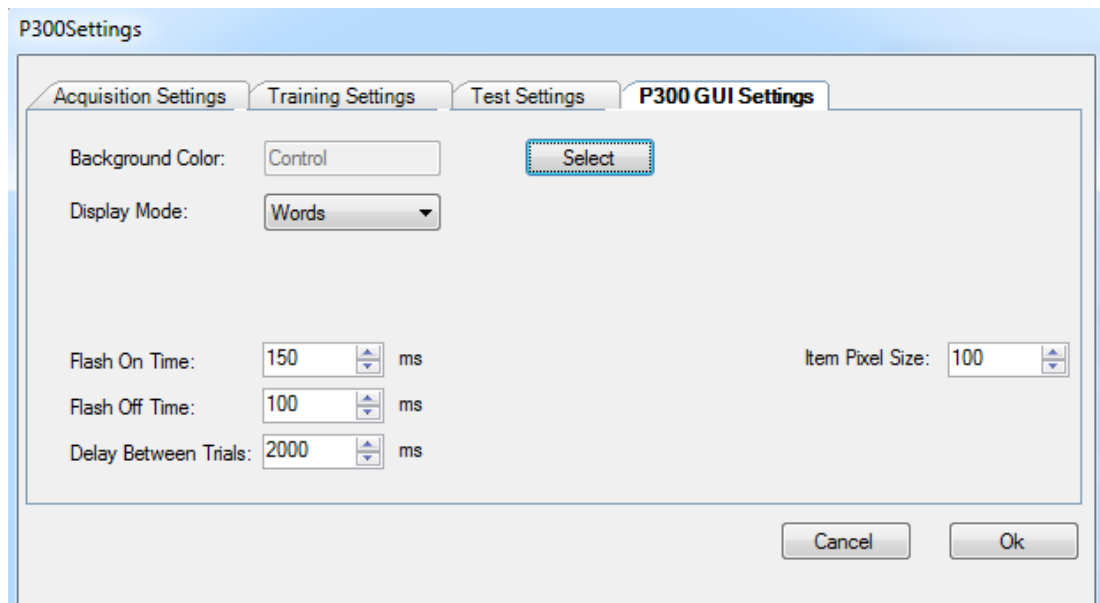 P300Settings
Acquisition Settings Training Settings Test Settings P300 GUI Settings
Background Color: Control Select
Display Mode: Words
Flash On Time: 150 ms Item Pixel Size: 100
Flash Off Time: 100 ms
Delay Between Trials: 2000 ms
Cancel Ok